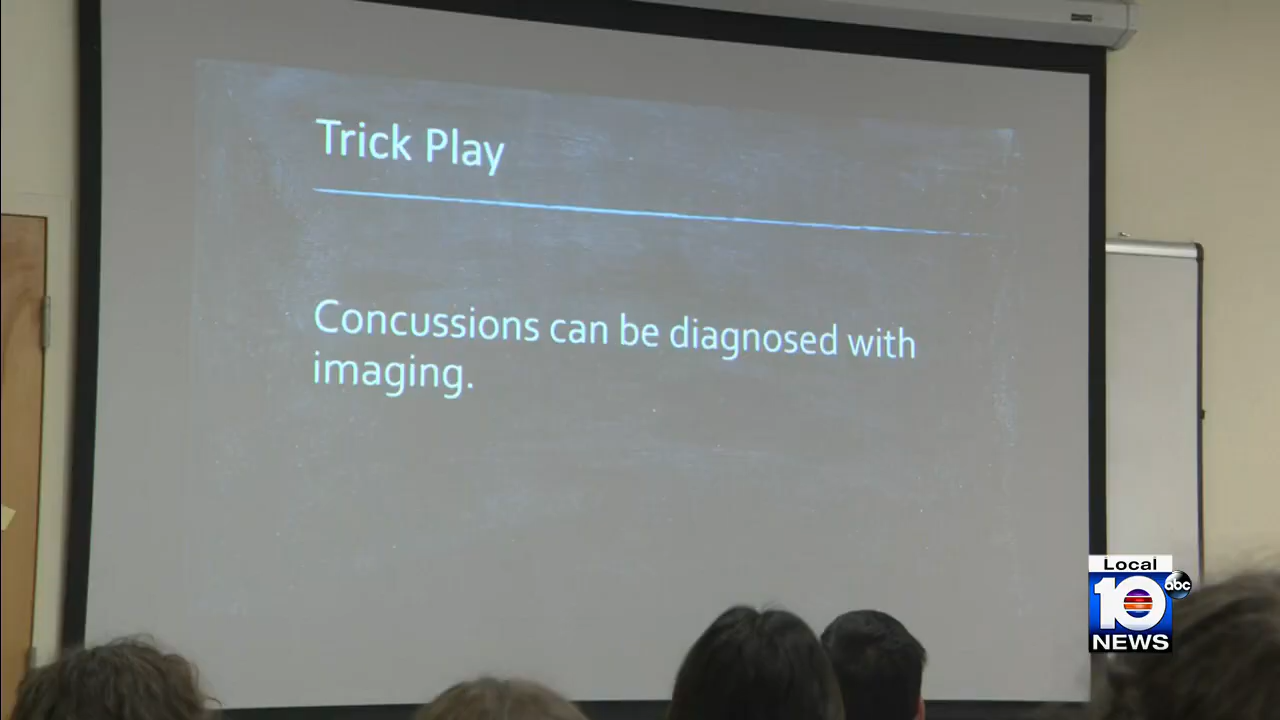 Trick Play
Concussions can be diagnosed with
imaging.
Local
10
abc
NEWS